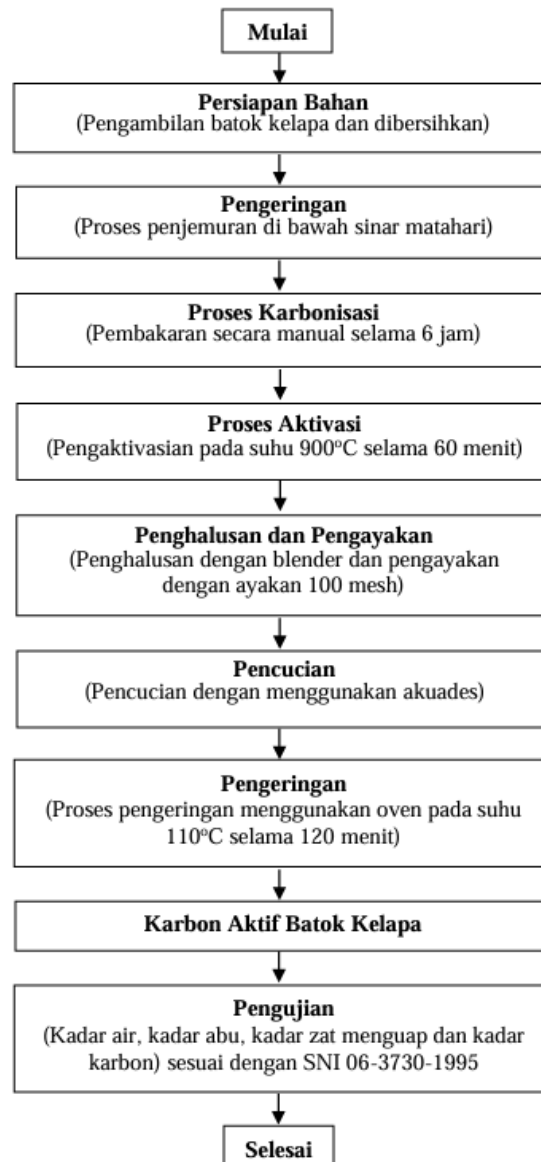 Mulai
Persiapan Bahan
(Pengambilan batok kelapa dan dibersihkan)
Pengeringan
(Proses penjemuran di bawah sinar matahari)
Proses Karbonisasi
(Pembakaran secara manual selama 6 jam)
Proses Aktivasi
(Pengaktivasian pada suhu 900°C selama 60 menit)
Penghalusan dan Pengayakan
(Penghalusan dengan blender dan pengayakan
dengan ayakan 100 mesh)
Pencucian
(Pencucian dengan menggunakan akuades)
Pengeringan
(Proses pengeringan menggunakan oven pada suhu
110°C selama 120 menit)
Karbon Aktif Batok Kelapa
Pengujian
(Kadar air, kadar abu, kadar zat menguap dan kadar
karbon) sesuai dengan SNI 06-3730-1995
Selesai